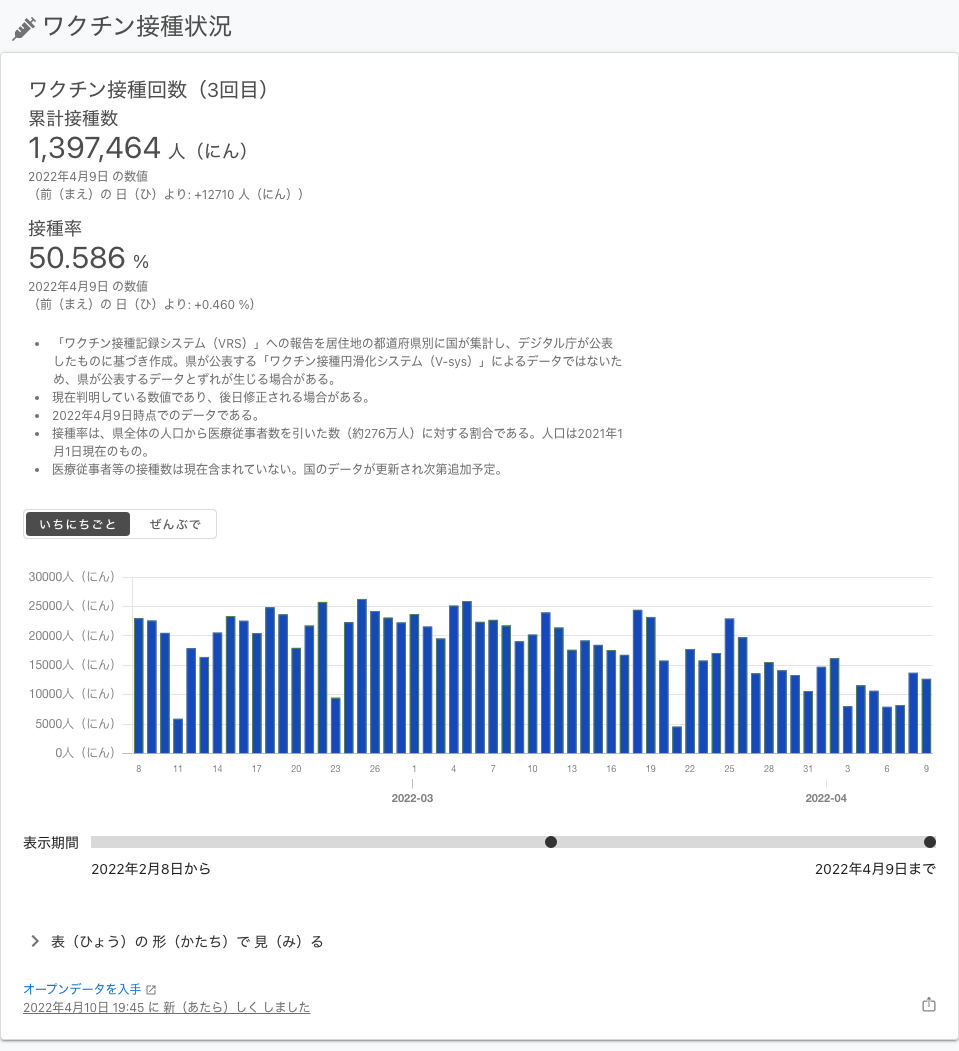 ワクチン接種状況
ワクチン接種回数（3回目）
累計接種数
1,397,464 人（にん）
2022年4月9日 の数値
（前（まえ）の 日（ひ）より: +12710 人（にん））
接種率
50.586 %
2022年4月9日 の数値
（前（まえ）の 日（ひ）より: +0.460 %）
• 「ワクチン接種記録システム（VRS）」への報告を居住地の都道府県別に国が集計し、デジタル庁が公表
したものに基づき作成。県が公表する「ワクチン接種円滑化システム（V-sys）」によるデータではないた
め、県が公表するデータとずれが生じる場合がある。
• 現在判明している数値であり、後日修正される場合がある。
• 2022年4月9日時点でのデータである。
• 接種率は、県全体の人口から医療従事者数を引いた数（約276万人）に対する割合である。人口は2021年1
月1日現在のもの。
• 医療従事者等の接種数は現在含まれていない。国のデータが更新され次第追加予定。
いちにちごと ぜんぶで
30000人（にん）
25000人（にん）
20000人（にん）
15000人（にん）
10000人（にん）
5000人（にん）
0人（にん）
8 11 14 17 20 23 26 1 4 7 10 13 16 19 22 25 28 31 3 6 9
2022-03 2022-04
表示期間
2022年2月8日から 2022年4月9日まで
表（ひょう）の 形（かたち）で 見（み）る
オープンデータを入手
2022年4月10日 19:45 に 新（あたら）しく しました